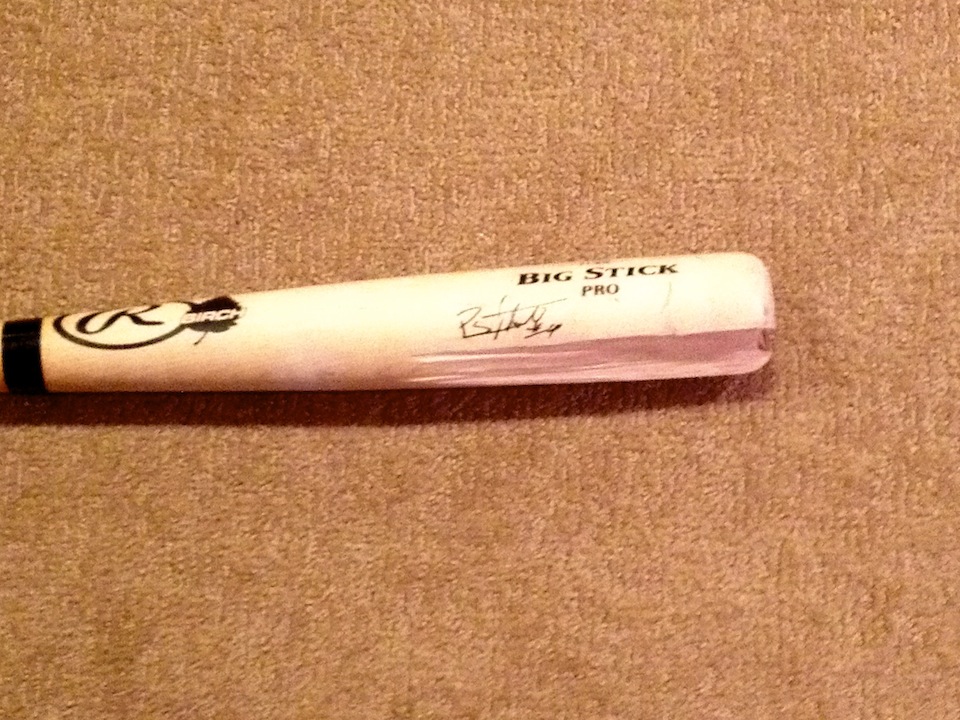 BIG STICK
PRO
R BIRCH